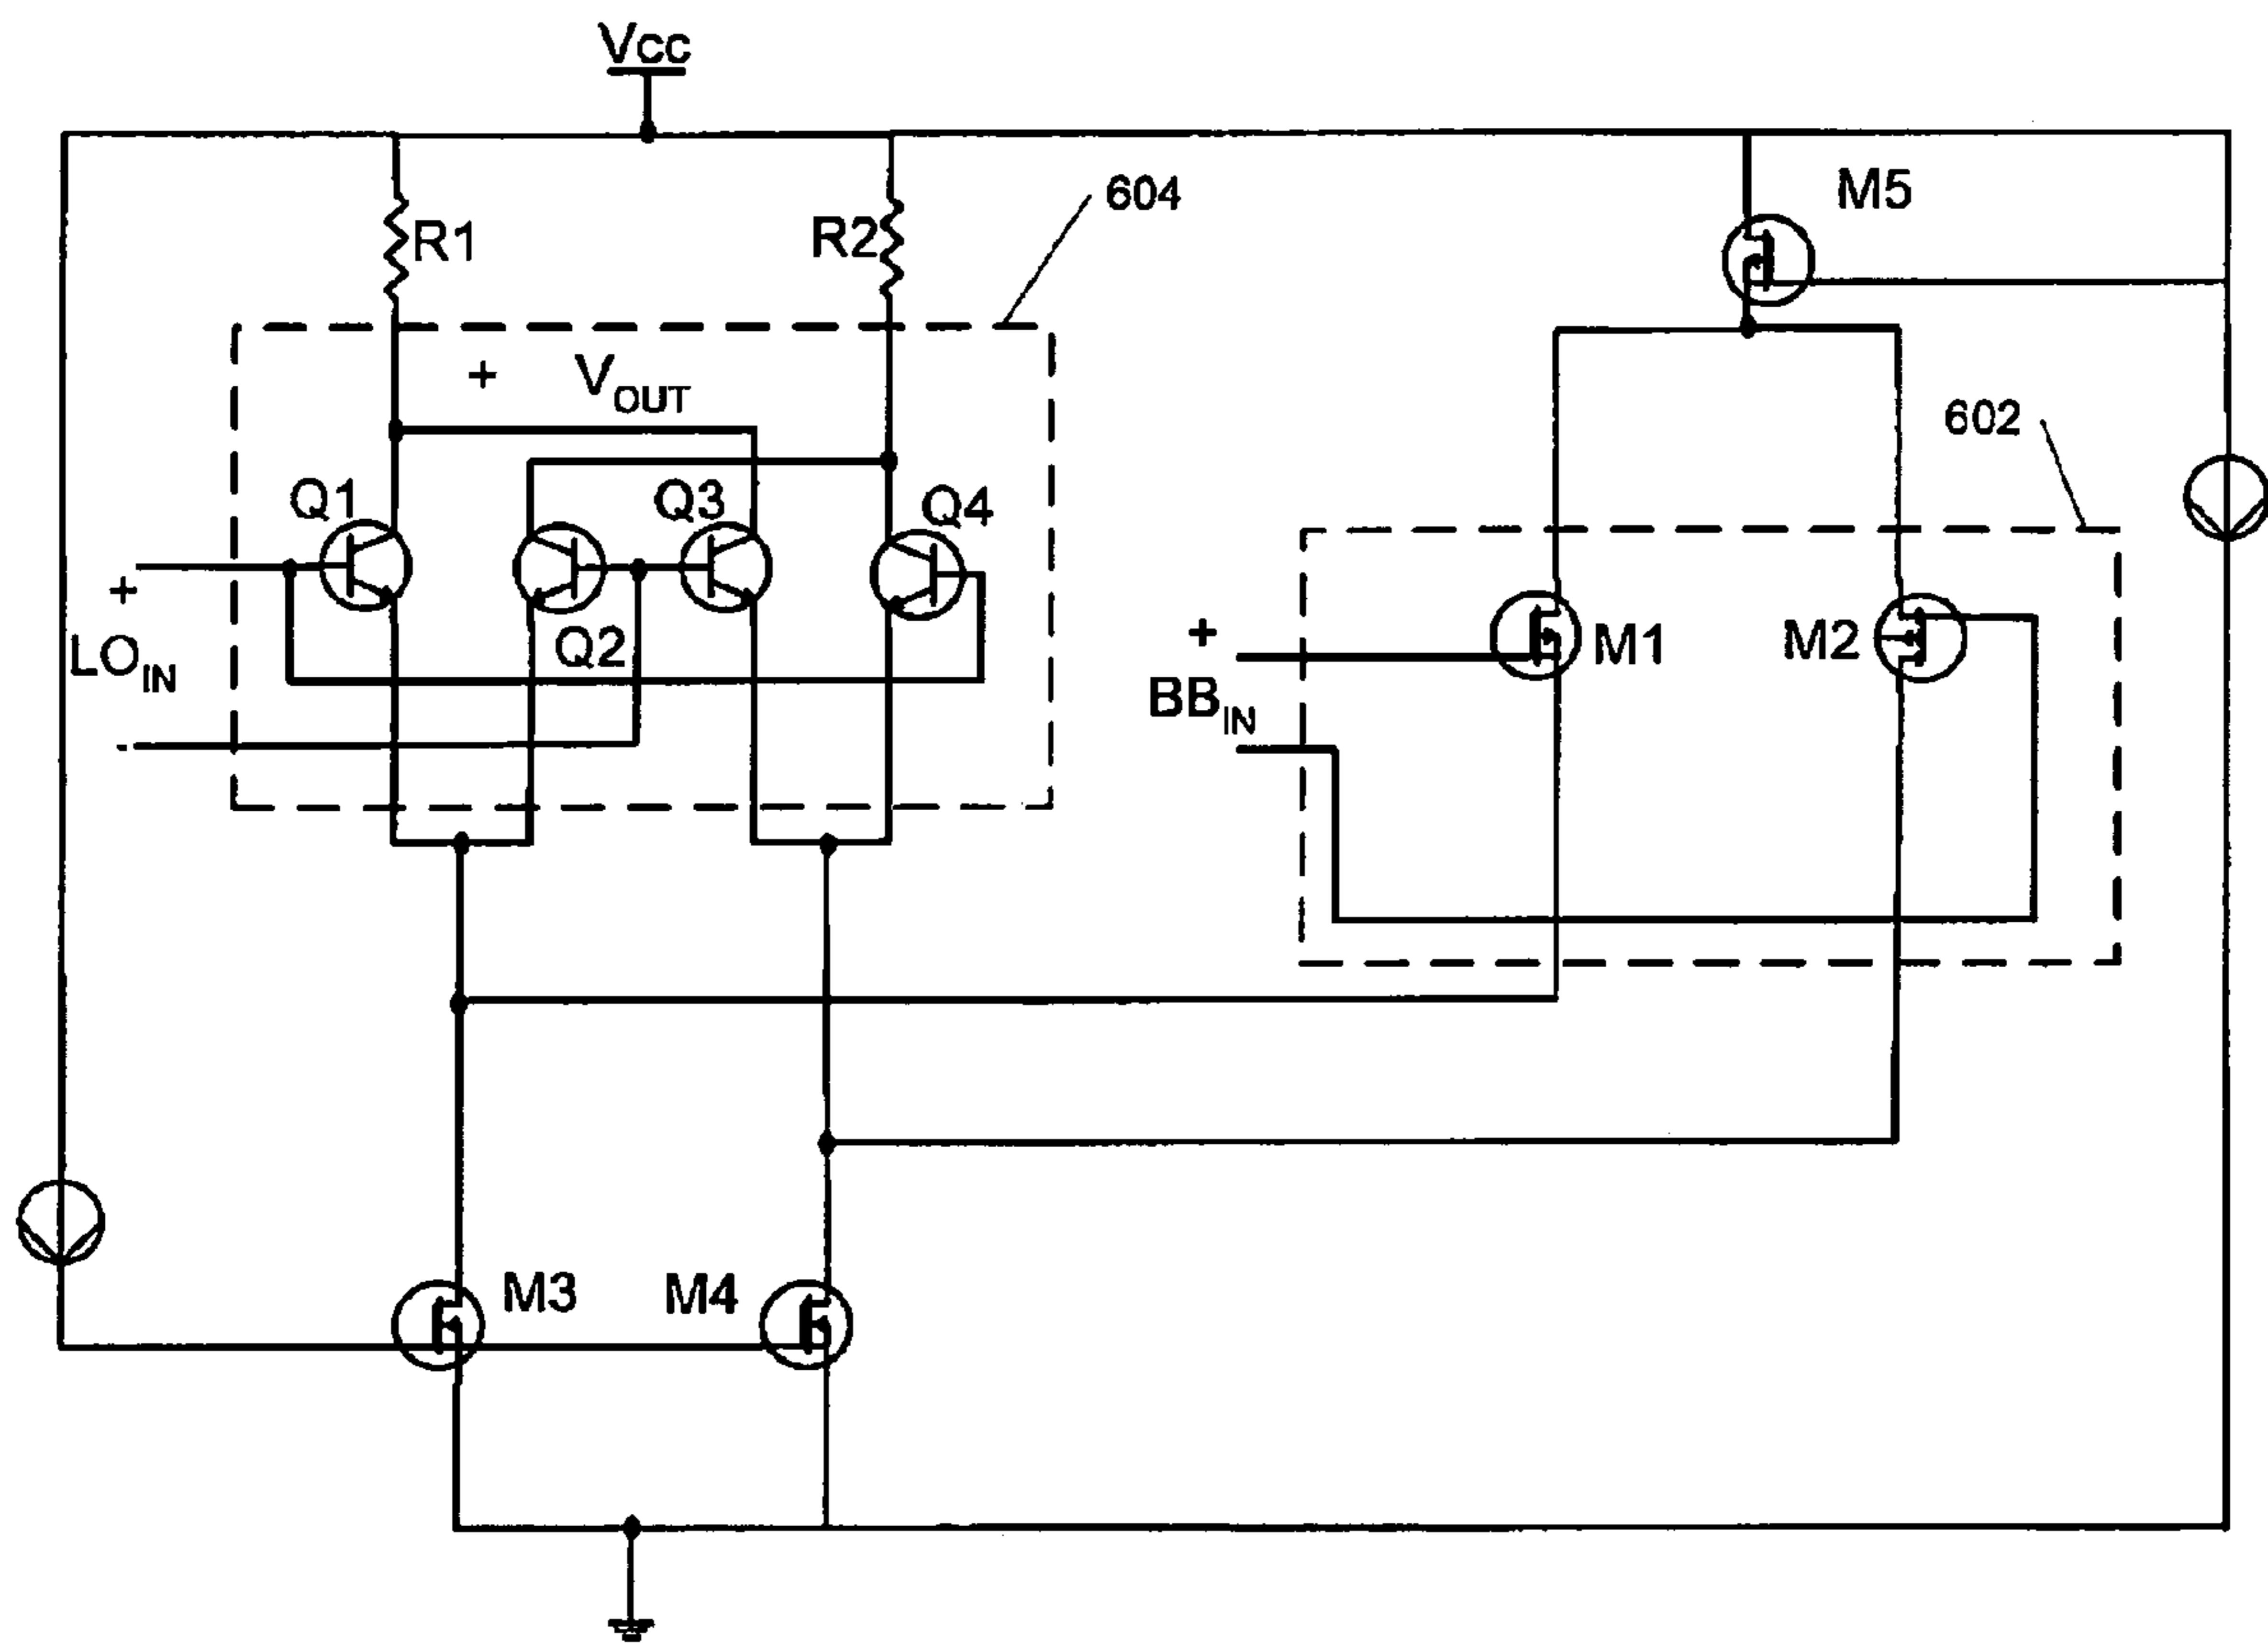 Vcc
604
M5
R1
R2
+ VOUT
602
Q1
Q3
Q4
+
Q2
LOIN
-
+
M1
M2
BBIN
M3
M4